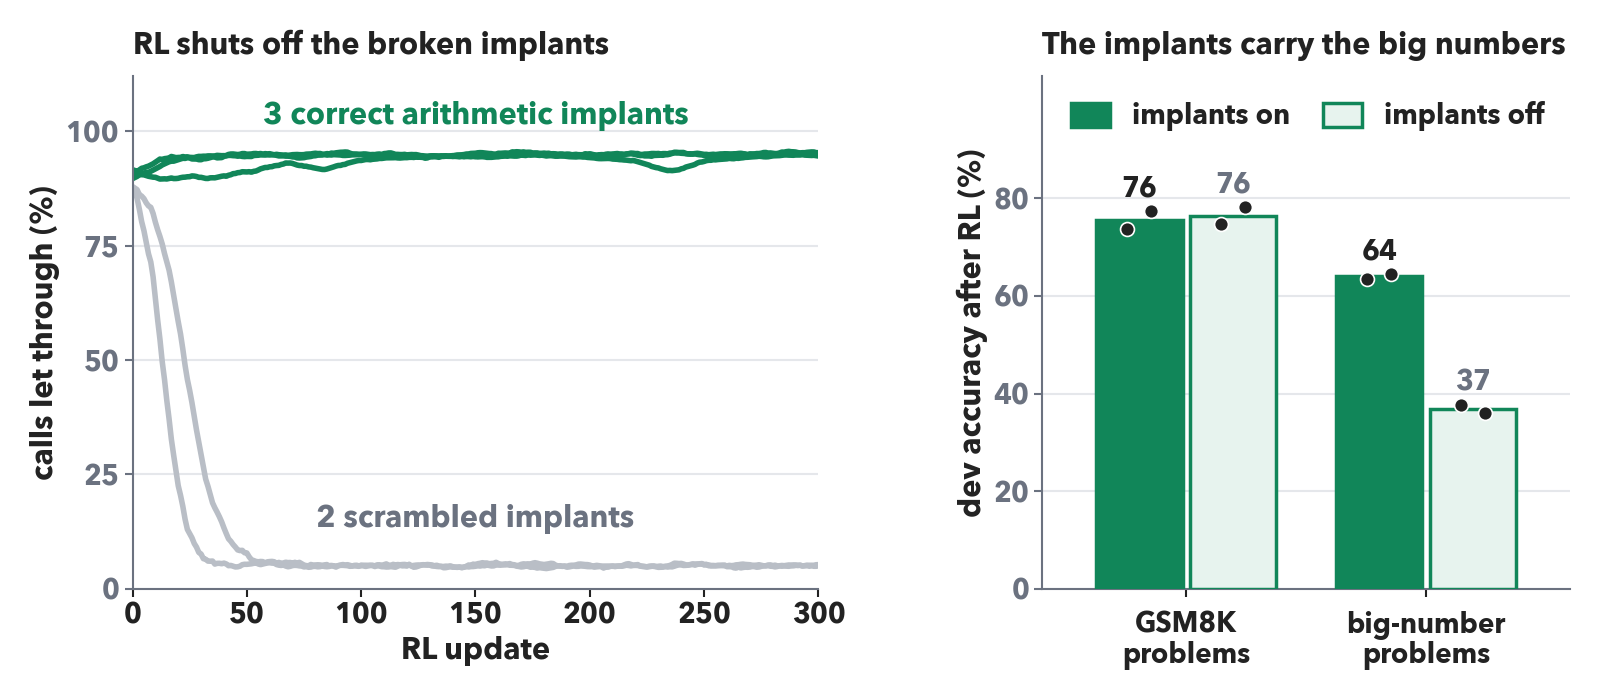 RL shuts off the broken implants
calls let through (%)
100
75
50
25
0
3 correct arithmetic implants
2 scrambled implants
0 50 100 150 200 250 300
RL update
The implants carry the big numbers
implants on implants off
dev accuracy after RL (%)
80
60
40
20
0
76 76
64
37
GSM8K
problems
big-number
problems